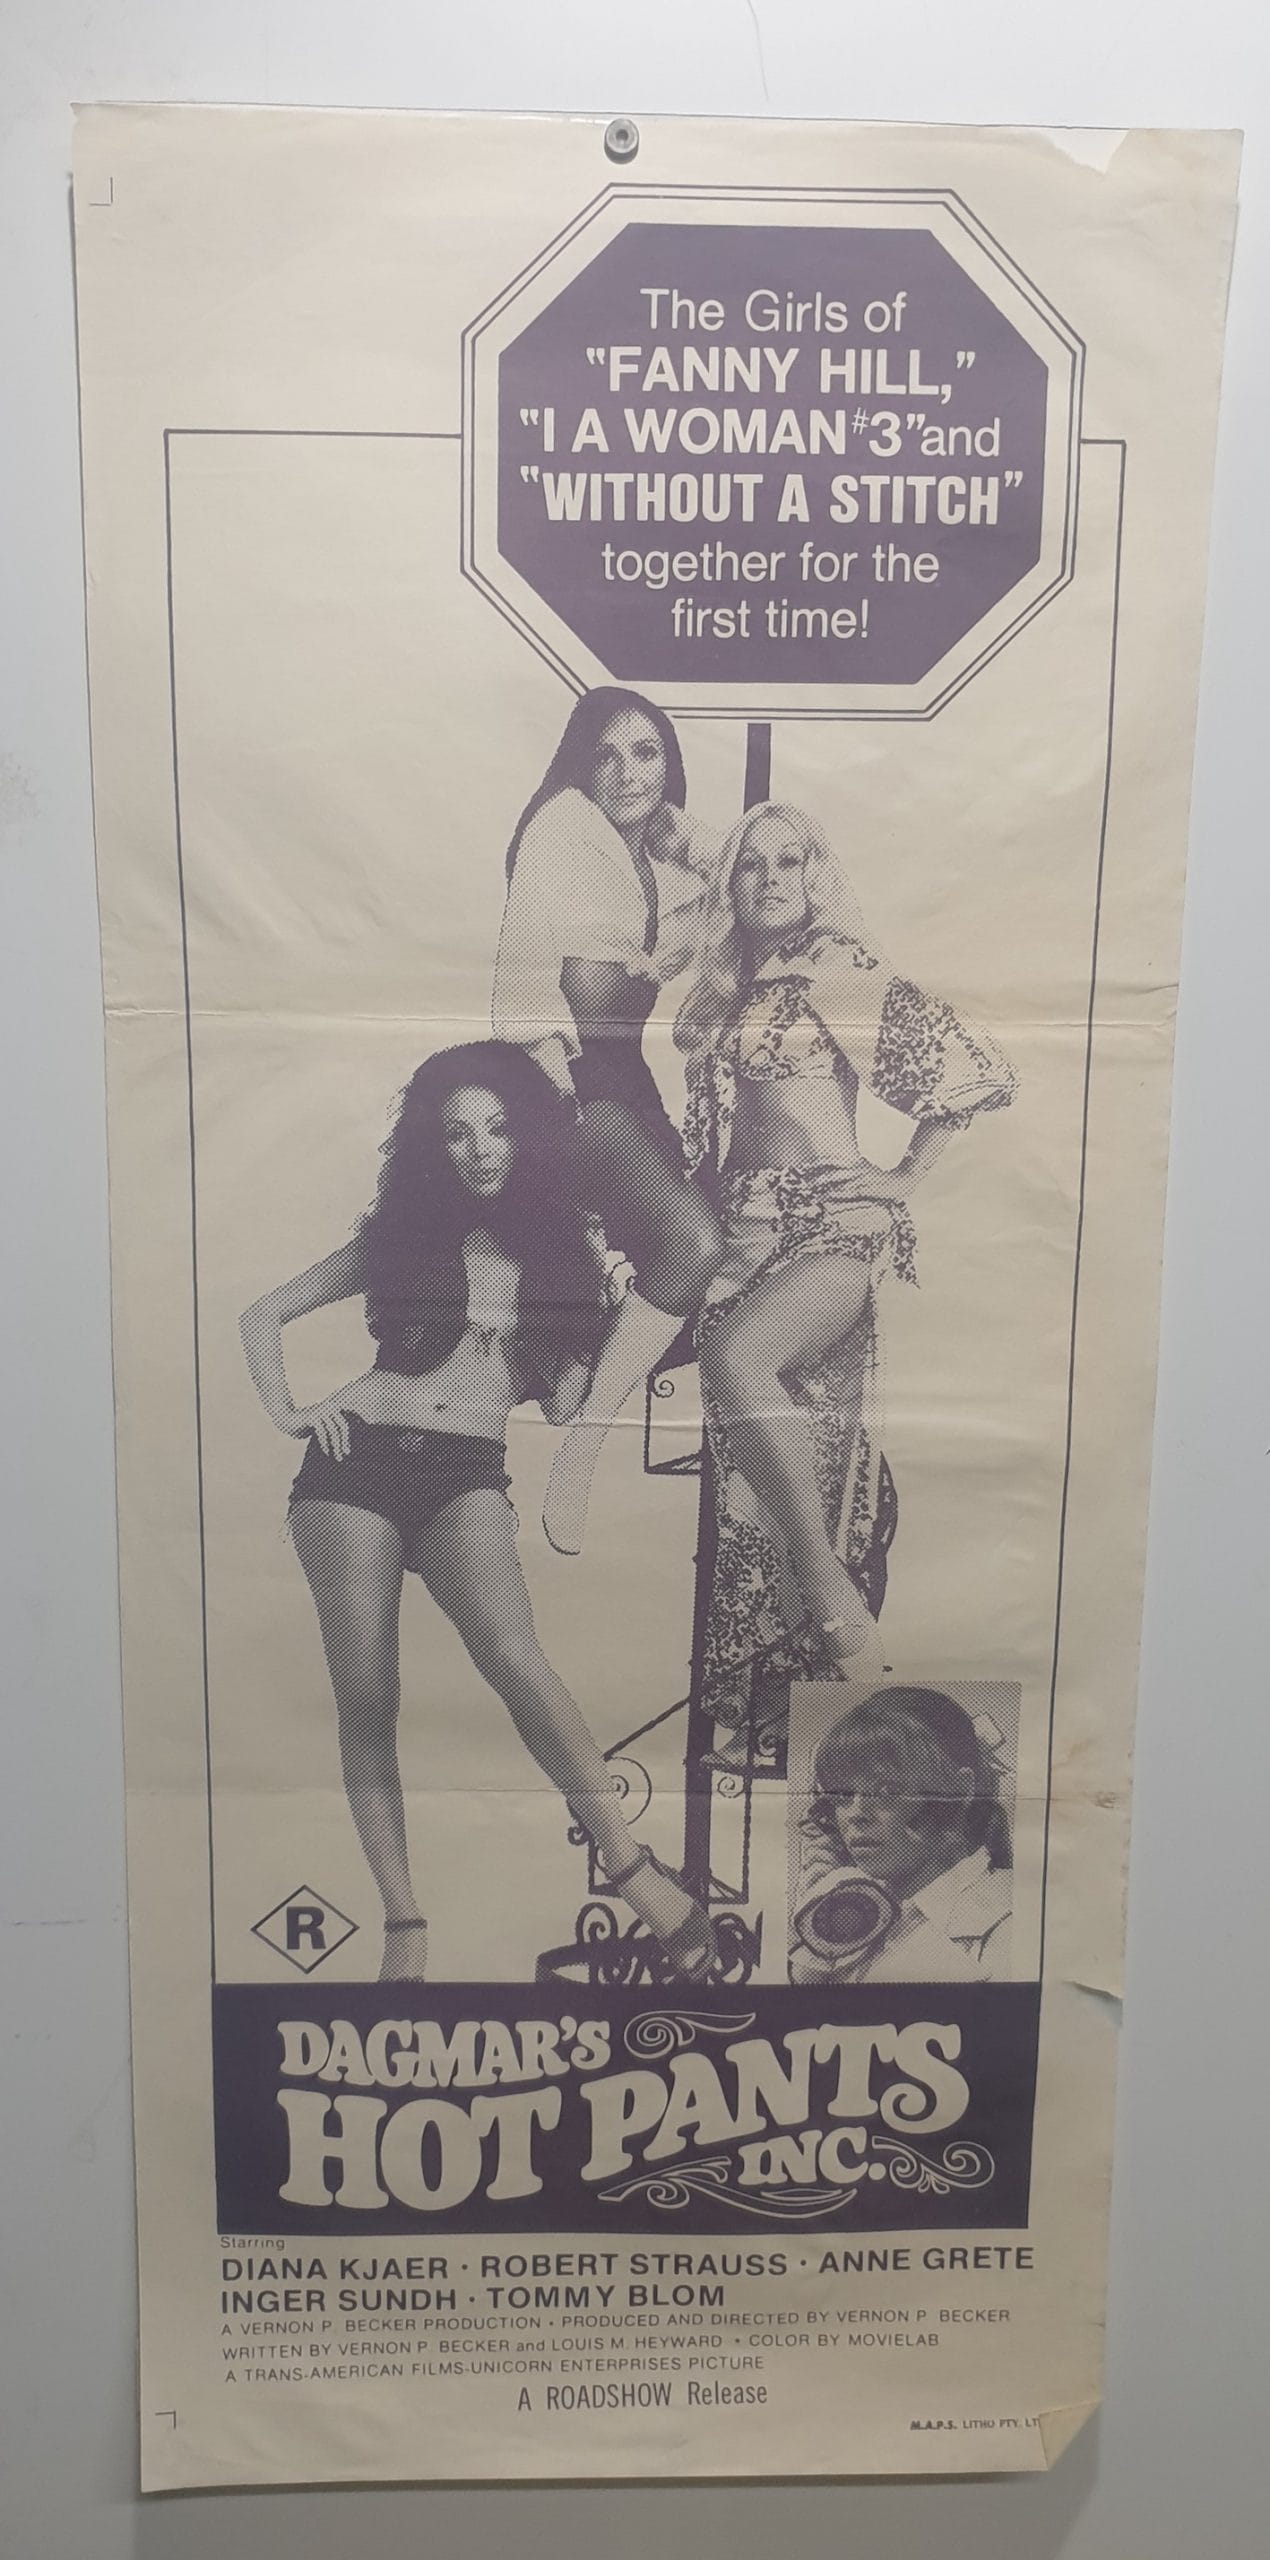 The Girls of
"FANNY HILL,"
"I A WOMAN #3" and
"WITHOUT A STITCH"
together for the
first time!
R
DAGMAR'S
HOT PANTS
INC.
Starring
DIANA KJAER · ROBERT STRAUSS · ANNE GRETE
INGER SUNDH · TOMMY BLOM
A VERNON P. BECKER PRODUCTION · PRODUCED AND DIRECTED BY VERNON P. BECKER
WRITTEN BY VERNON P. BECKER and LOUIS M. HEYWARD · COLOR BY MOVIELAB
A TRANS-AMERICAN FILMS-UNICORN ENTERPRISES PICTURE
A ROADSHOW Release
M.A.P.S. LITHO PTY. LT